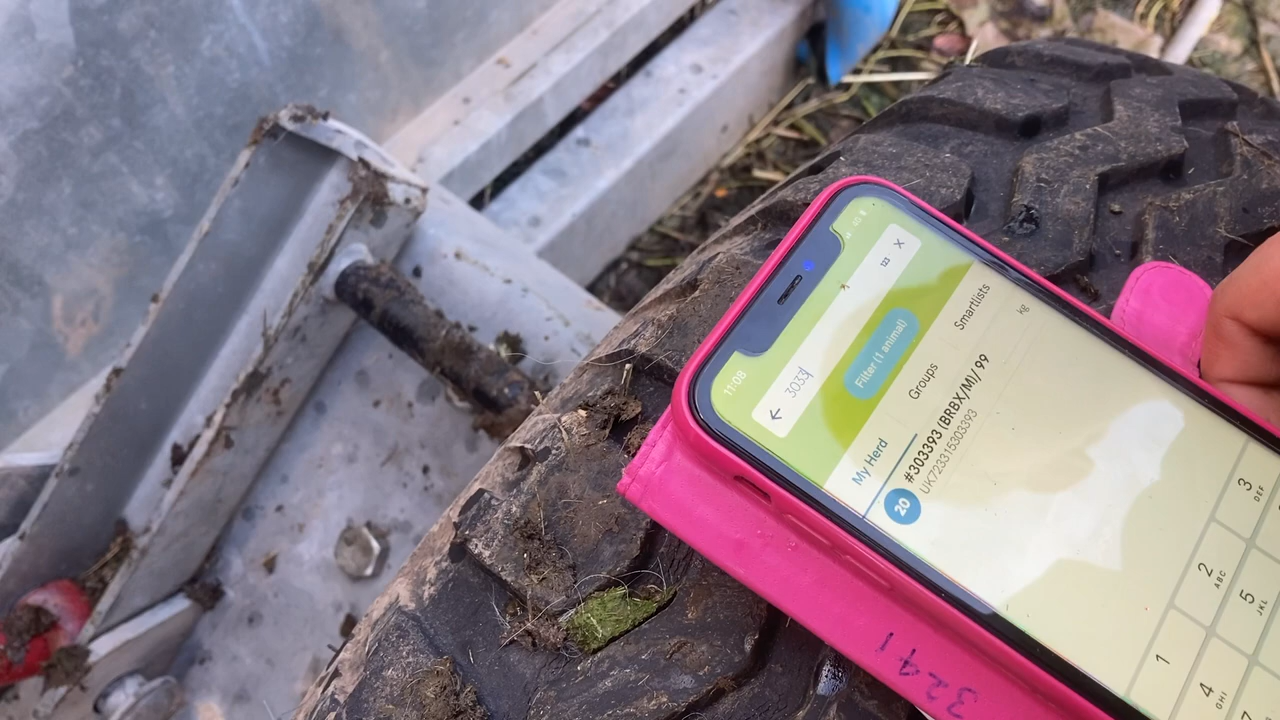 11:08
3033
123 X
Filter (1 animal)
My Herd Groups Smartlists
kg
20
#303393 (BRBX/M)/ 99
UK723315303393
1
2 ABC
3 DEF
4 GHI
5 JKL
3241